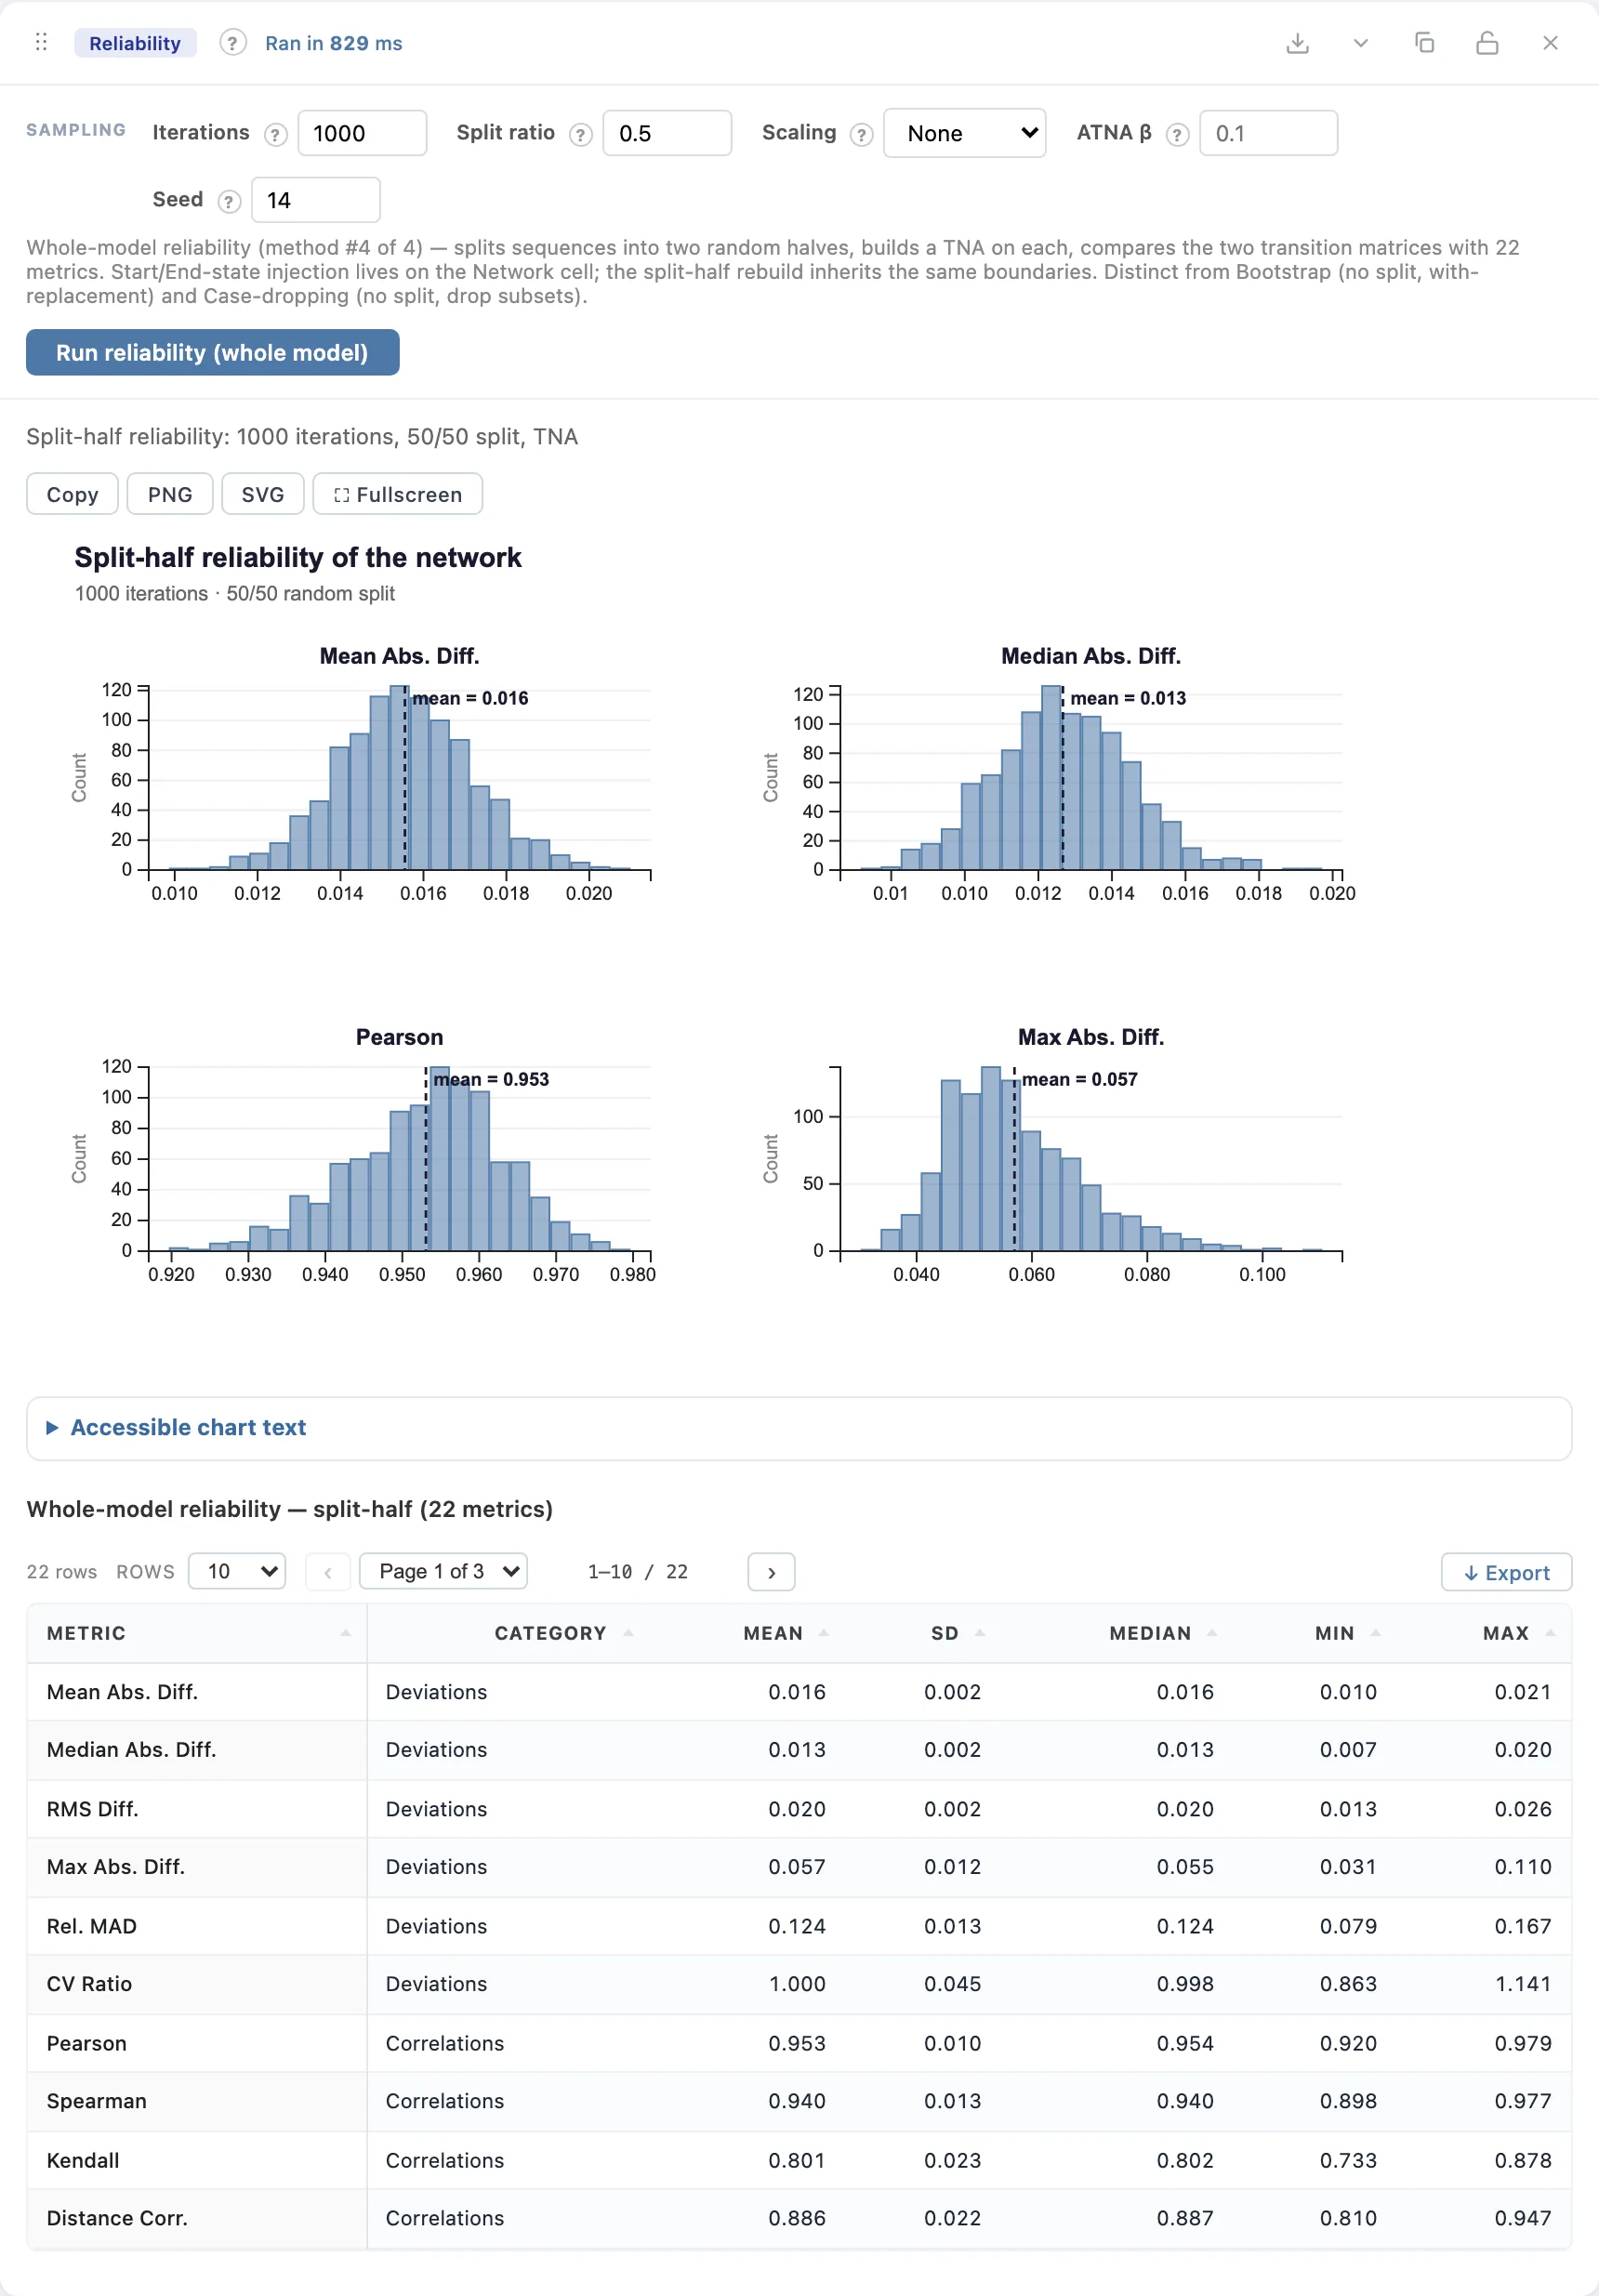 Reliability ? Ran in 829 ms
SAMPLING Iterations ? 1000 Split ratio ? 0.5 Scaling ? None ATNA β ? 0.1
Seed ? 14
Whole-model reliability (method #4 of 4) — splits sequences into two random halves, builds a TNA on each, compares the two transition matrices with 22
metrics. Start/End-state injection lives on the Network cell; the split-half rebuild inherits the same boundaries. Distinct from Bootstrap (no split, with-
replacement) and Case-dropping (no split, drop subsets).
Run reliability (whole model)
Split-half reliability: 1000 iterations, 50/50 split, TNA
Copy PNG SVG Fullscreen
Split-half reliability of the network
1000 iterations · 50/50 random split
Mean Abs. Diff.
mean = 0.016
Count
120
100
80
60
40
20
0
0.010 0.012 0.014 0.016 0.018 0.020
Median Abs. Diff.
mean = 0.013
Count
120
100
80
60
40
20
0
0.01 0.010 0.012 0.014 0.016 0.018 0.020
Pearson
mean = 0.953
Count
120
100
80
60
40
20
0
0.920 0.930 0.940 0.950 0.960 0.970 0.980
Max Abs. Diff.
mean = 0.057
Count
100
50
0
0.040 0.060 0.080 0.100
Accessible chart text
Whole-model reliability — split-half (22 metrics)
22 rows ROWS 10 ‹ Page 1 of 3 1–10 / 22 › ↓ Export
METRIC CATEGORY MEAN SD MEDIAN MIN MAX
Mean Abs. Diff. Deviations 0.016 0.002 0.016 0.010 0.021
Median Abs. Diff. Deviations 0.013 0.002 0.013 0.007 0.020
RMS Diff. Deviations 0.020 0.002 0.020 0.013 0.026
Max Abs. Diff. Deviations 0.057 0.012 0.055 0.031 0.110
Rel. MAD Deviations 0.124 0.013 0.124 0.079 0.167
CV Ratio Deviations 1.000 0.045 0.998 0.863 1.141
Pearson Correlations 0.953 0.010 0.954 0.920 0.979
Spearman Correlations 0.940 0.013 0.940 0.898 0.977
Kendall Correlations 0.801 0.023 0.802 0.733 0.878
Distance Corr. Correlations 0.886 0.022 0.887 0.810 0.947